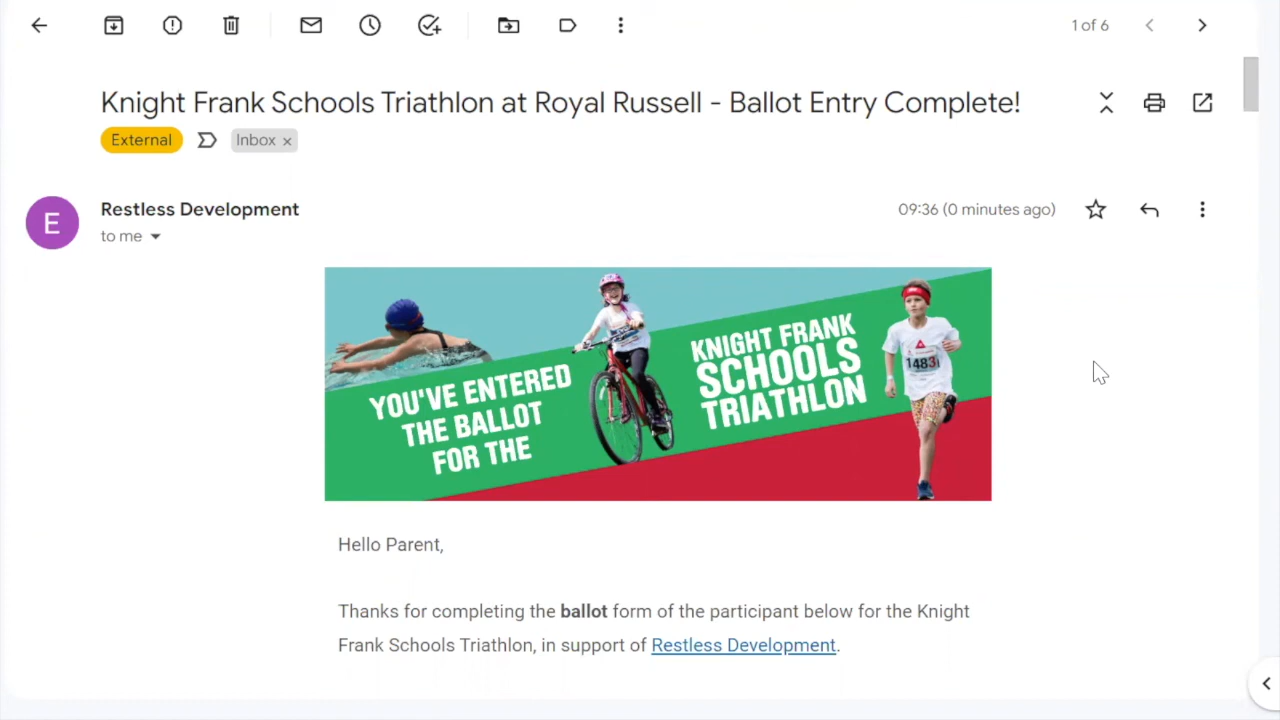 1 of 6
Knight Frank Schools Triathlon at Royal Russell - Ballot Entry Complete!
External
Inbox ×
E
Restless Development
09:36 (0 minutes ago)
to me
YOU'VE ENTERED
THE BALLOT
FOR THE
KNIGHT FRANK
SCHOOLS
TRIATHLON
1483
Hello Parent,
Thanks for completing the ballot form of the participant below for the Knight
Frank Schools Triathlon, in support of Restless Development.